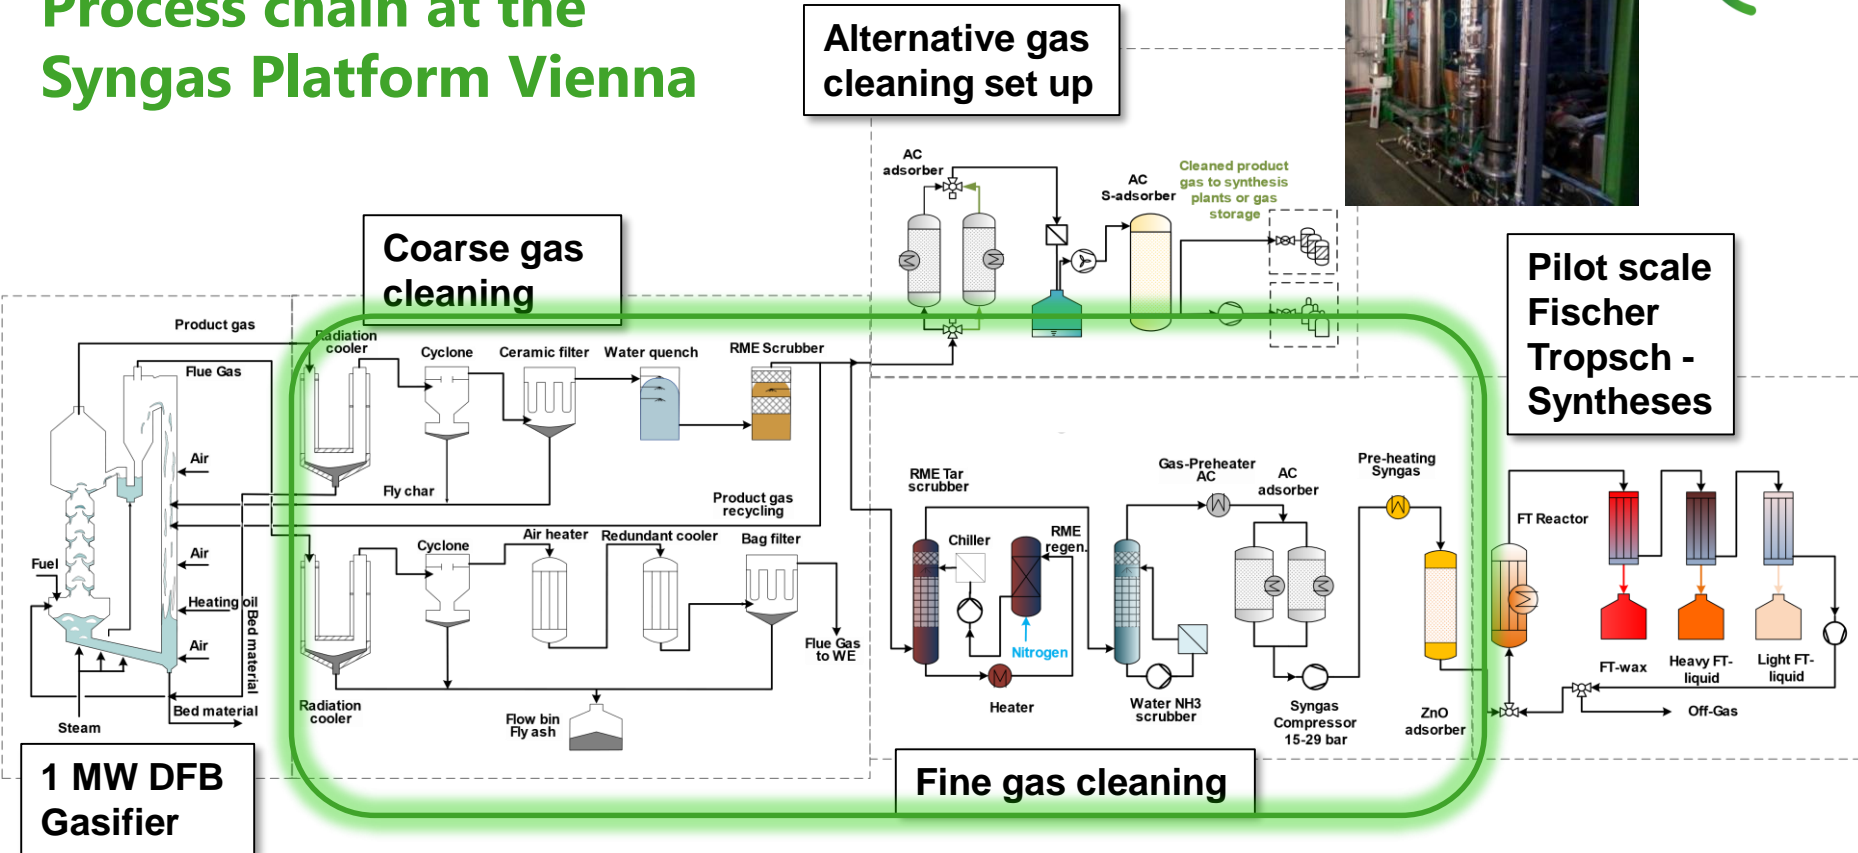 Process chain at the
Syngas Platform Vienna
Alternative gas
cleaning set up
AC
adsorber
AC
S-adsorber
Cleaned product
gas to synthesis
plants or gas
storage
Coarse gas
cleaning
Pilot scale
Fischer
Tropsch -
Syntheses
Product gas
Flue Gas
Radiation
cooler
Cyclone
Ceramic filter
Water quench
RME Scrubber
Air
Fly char
Product gas
recycling
Air
Fuel
Heating oil
Air
Bed material
Bed material
Steam
Cyclone
Air heater
Redundant cooler
Bag filter
Flue Gas
to WE
Radiation
cooler
Flow bin
Fly ash
RME Tar
scrubber
Chiller
RME
regen.
Nitrogen
Heater
Gas-Preheater
AC
AC
adsorber
Pre-heating
Syngas
Water NH3
scrubber
Syngas
Compressor
15-29 bar
ZnO
adsorber
FT Reactor
FT-wax
Heavy FT-
liquid
Light FT-
liquid
Off-Gas
1 MW DFB
Gasifier
Fine gas cleaning